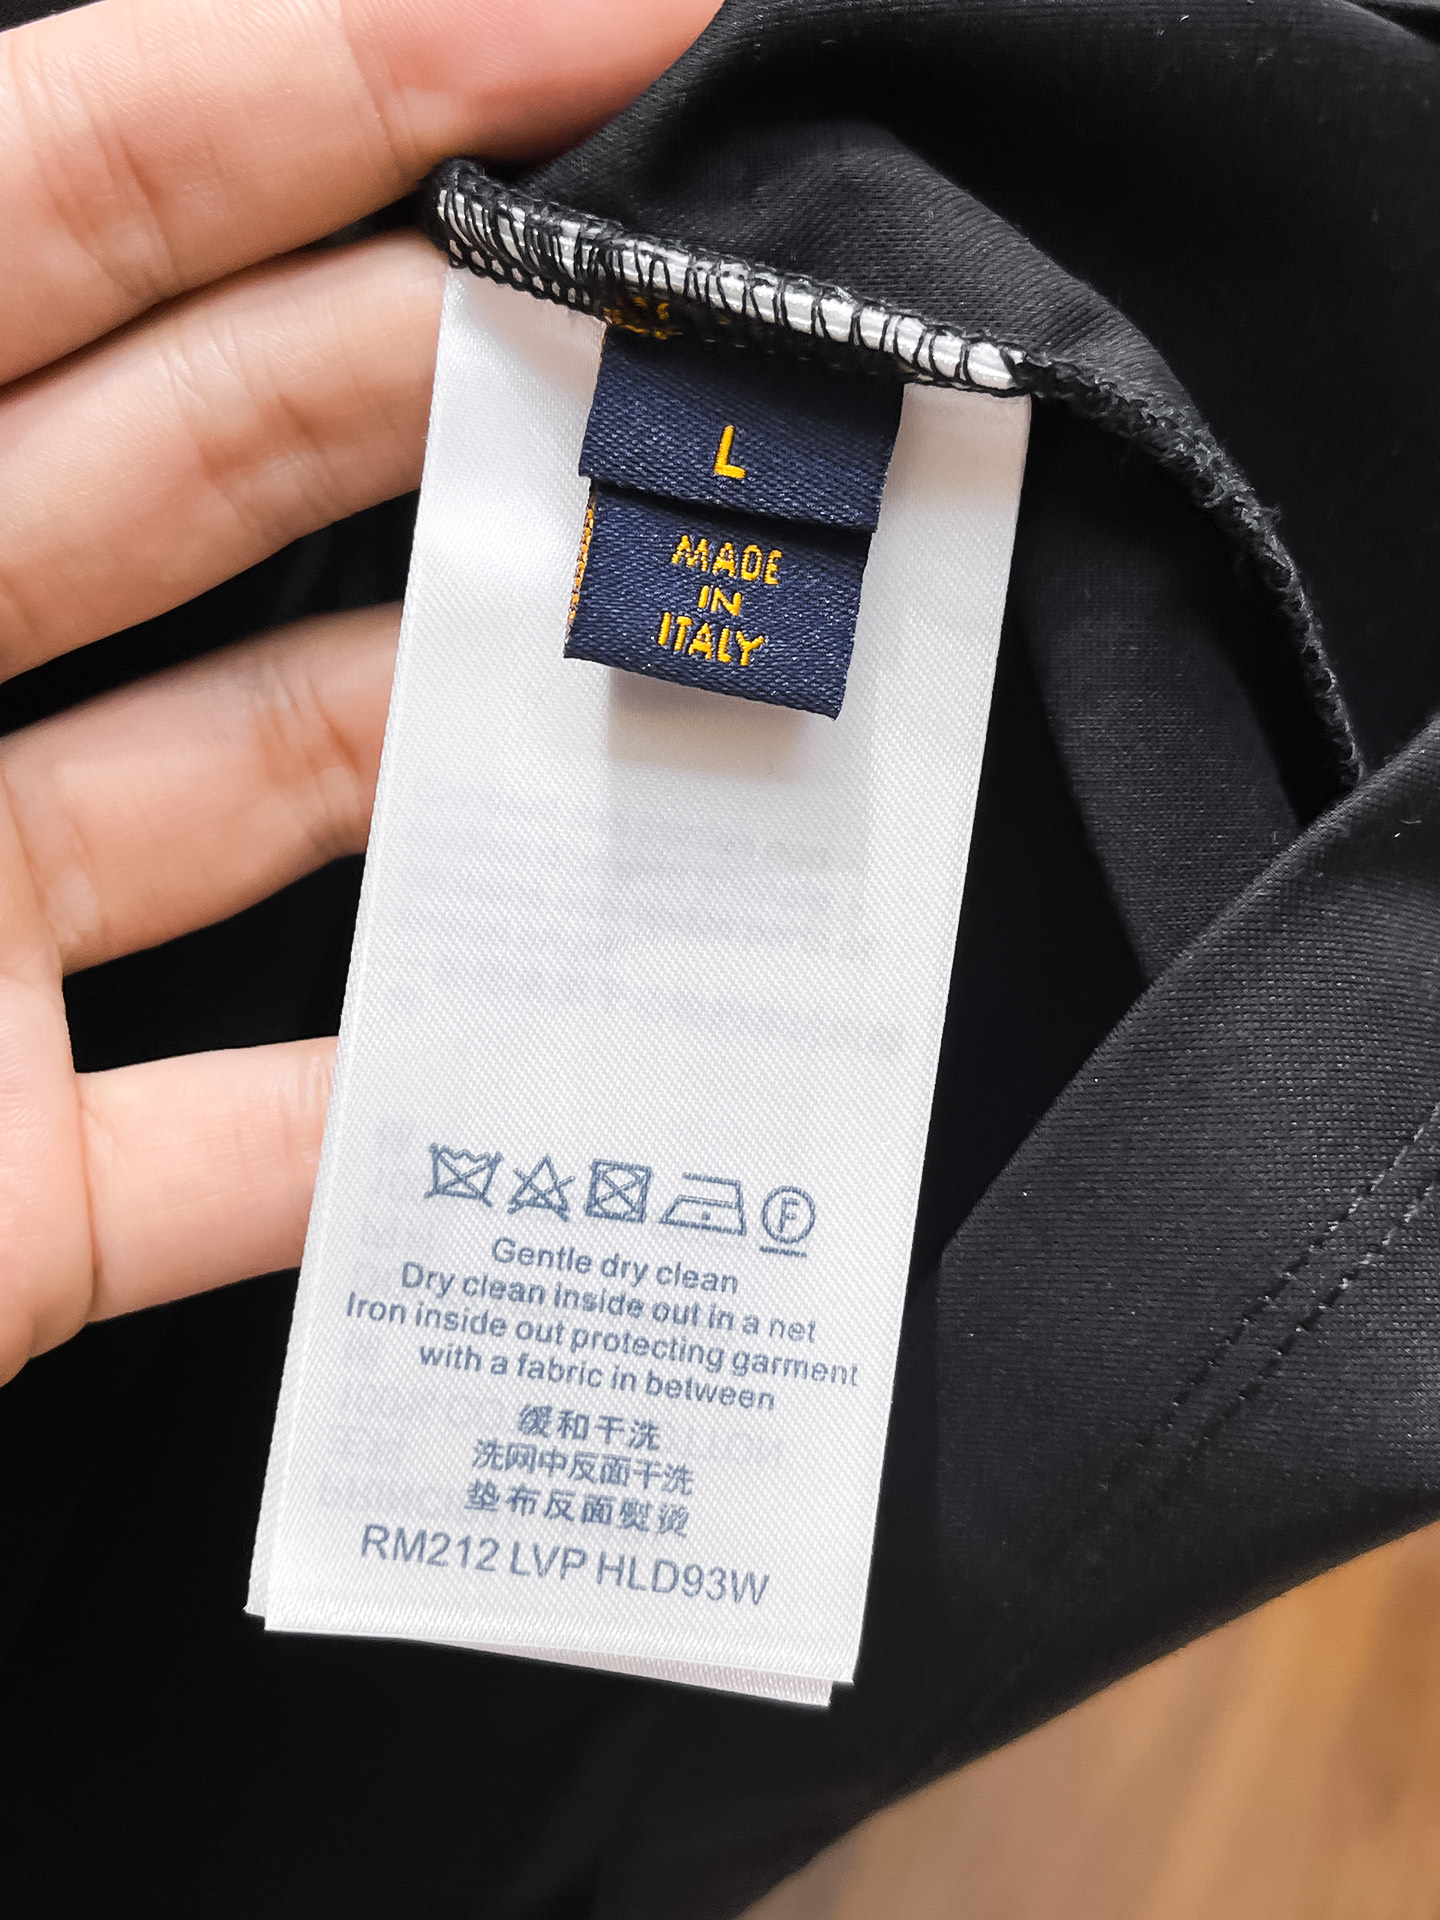 L
MADE
IN
ITALY
Gentle dry clean
Dry clean inside out in a net
Iron inside out protecting garment
with a fabric in between
缓和干洗
洗网中反面干洗
垫布反面熨烫
RM212 LVP HLD93W